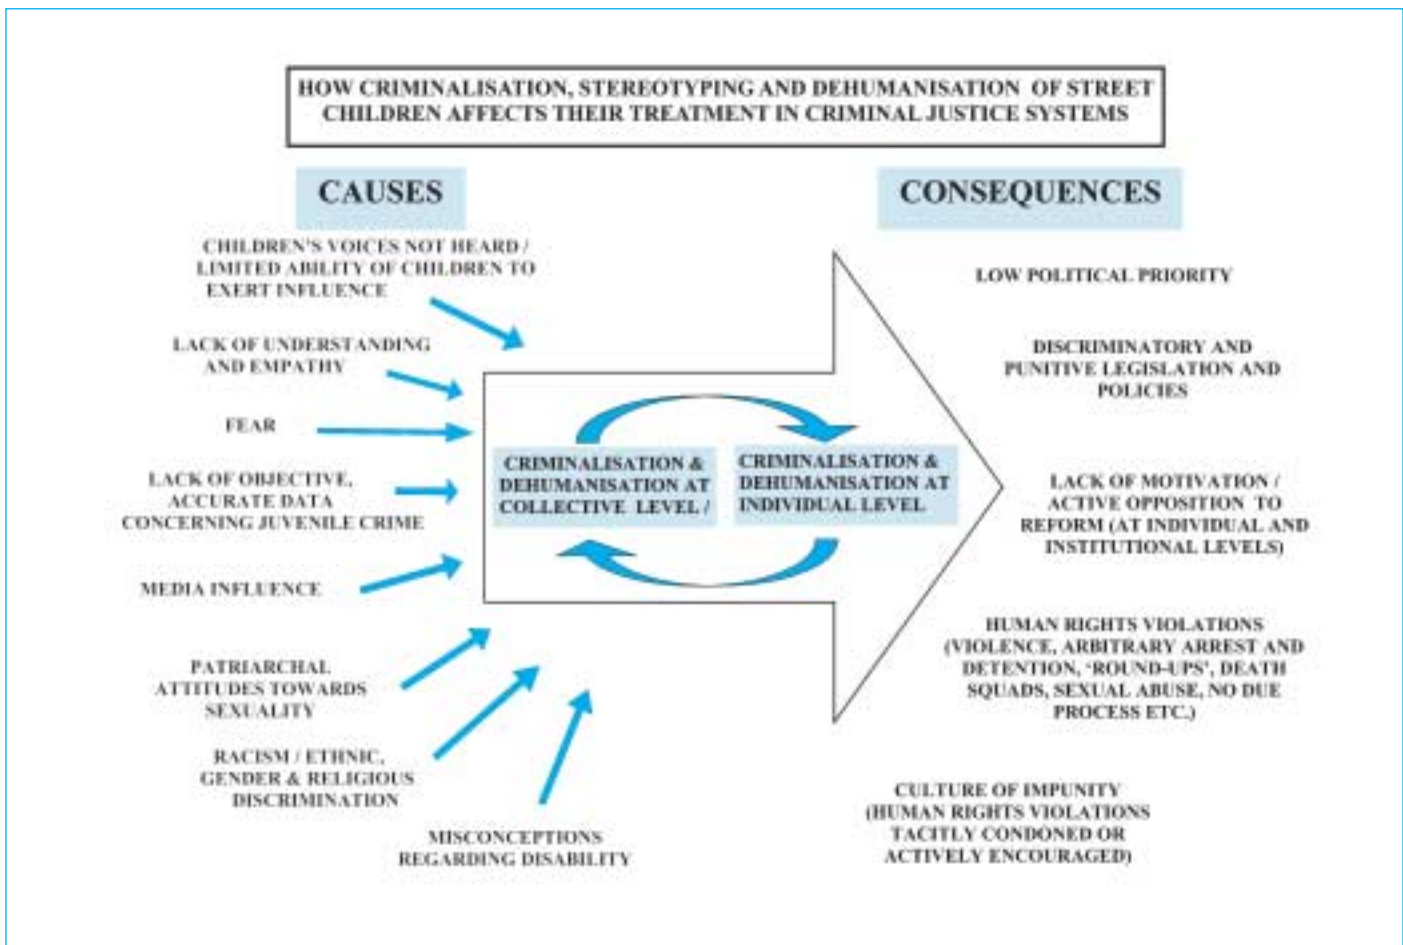 HOW CRIMINALISATION, STEREOTYPING AND DEHUMANISATION OF STREET
CHILDREN AFFECTS THEIR TREATMENT IN CRIMINAL JUSTICE SYSTEMS
CAUSES
CHILDREN'S VOICES NOT HEARD /
LIMITED ABILITY OF CHILDREN TO
EXERT INFLUENCE
LACK OF UNDERSTANDING
AND EMPATHY
FEAR
LACK OF OBJECTIVE,
ACCURATE DATA
CONCERNING JUVENILE CRIME
MEDIA INFLUENCE
PATRIARCHAL
ATTITUDES TOWARDS
SEXUALITY
RACISM / ETHNIC,
GENDER & RELIGIOUS
DISCRIMINATION
MISCONCEPTIONS
REGARDING DISABILITY
CRIMINALISATION &
DEHUMANISATION AT
COLLECTIVE LEVEL /
CRIMINALISATION &
DEHUMANISATION AT
INDIVIDUAL LEVEL
CONSEQUENCES
LOW POLITICAL PRIORITY
DISCRIMINATORY AND
PUNITIVE LEGISLATION AND
POLICIES
LACK OF MOTIVATION /
ACTIVE OPPOSITION TO
REFORM (AT INDIVIDUAL AND
INSTITUTIONAL LEVELS)
HUMAN RIGHTS VIOLATIONS
(VIOLENCE, ARBITRARY ARREST AND
DETENTION, 'ROUND-UPS', DEATH
SQUADS, SEXUAL ABUSE, NO DUE
PROCESS ETC.)
CULTURE OF IMPUNITY
(HUMAN RIGHTS VIOLATIONS
TACITLY CONDONED OR
ACTIVELY ENCOURAGED)